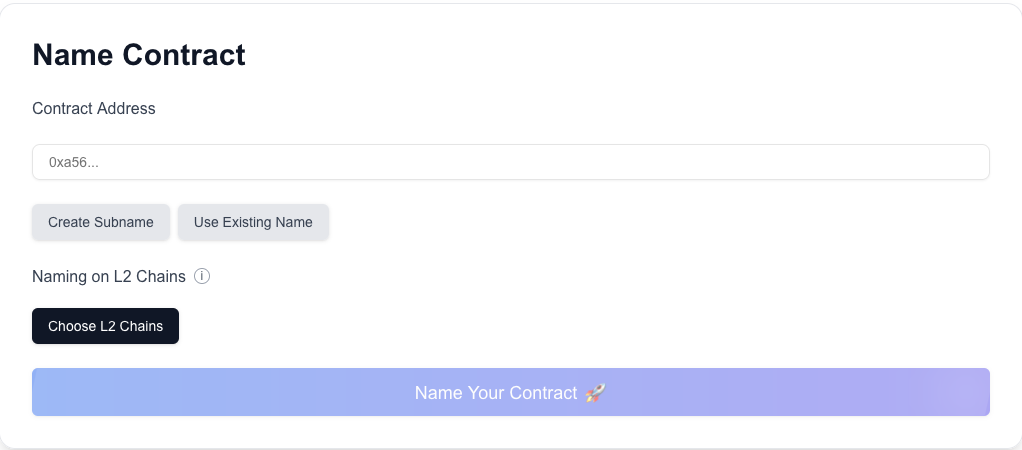 Name Contract
Contract Address
0xa56...
Create Subname Use Existing Name
Naming on L2 Chains ⓘ
Choose L2 Chains
Name Your Contract 🚀